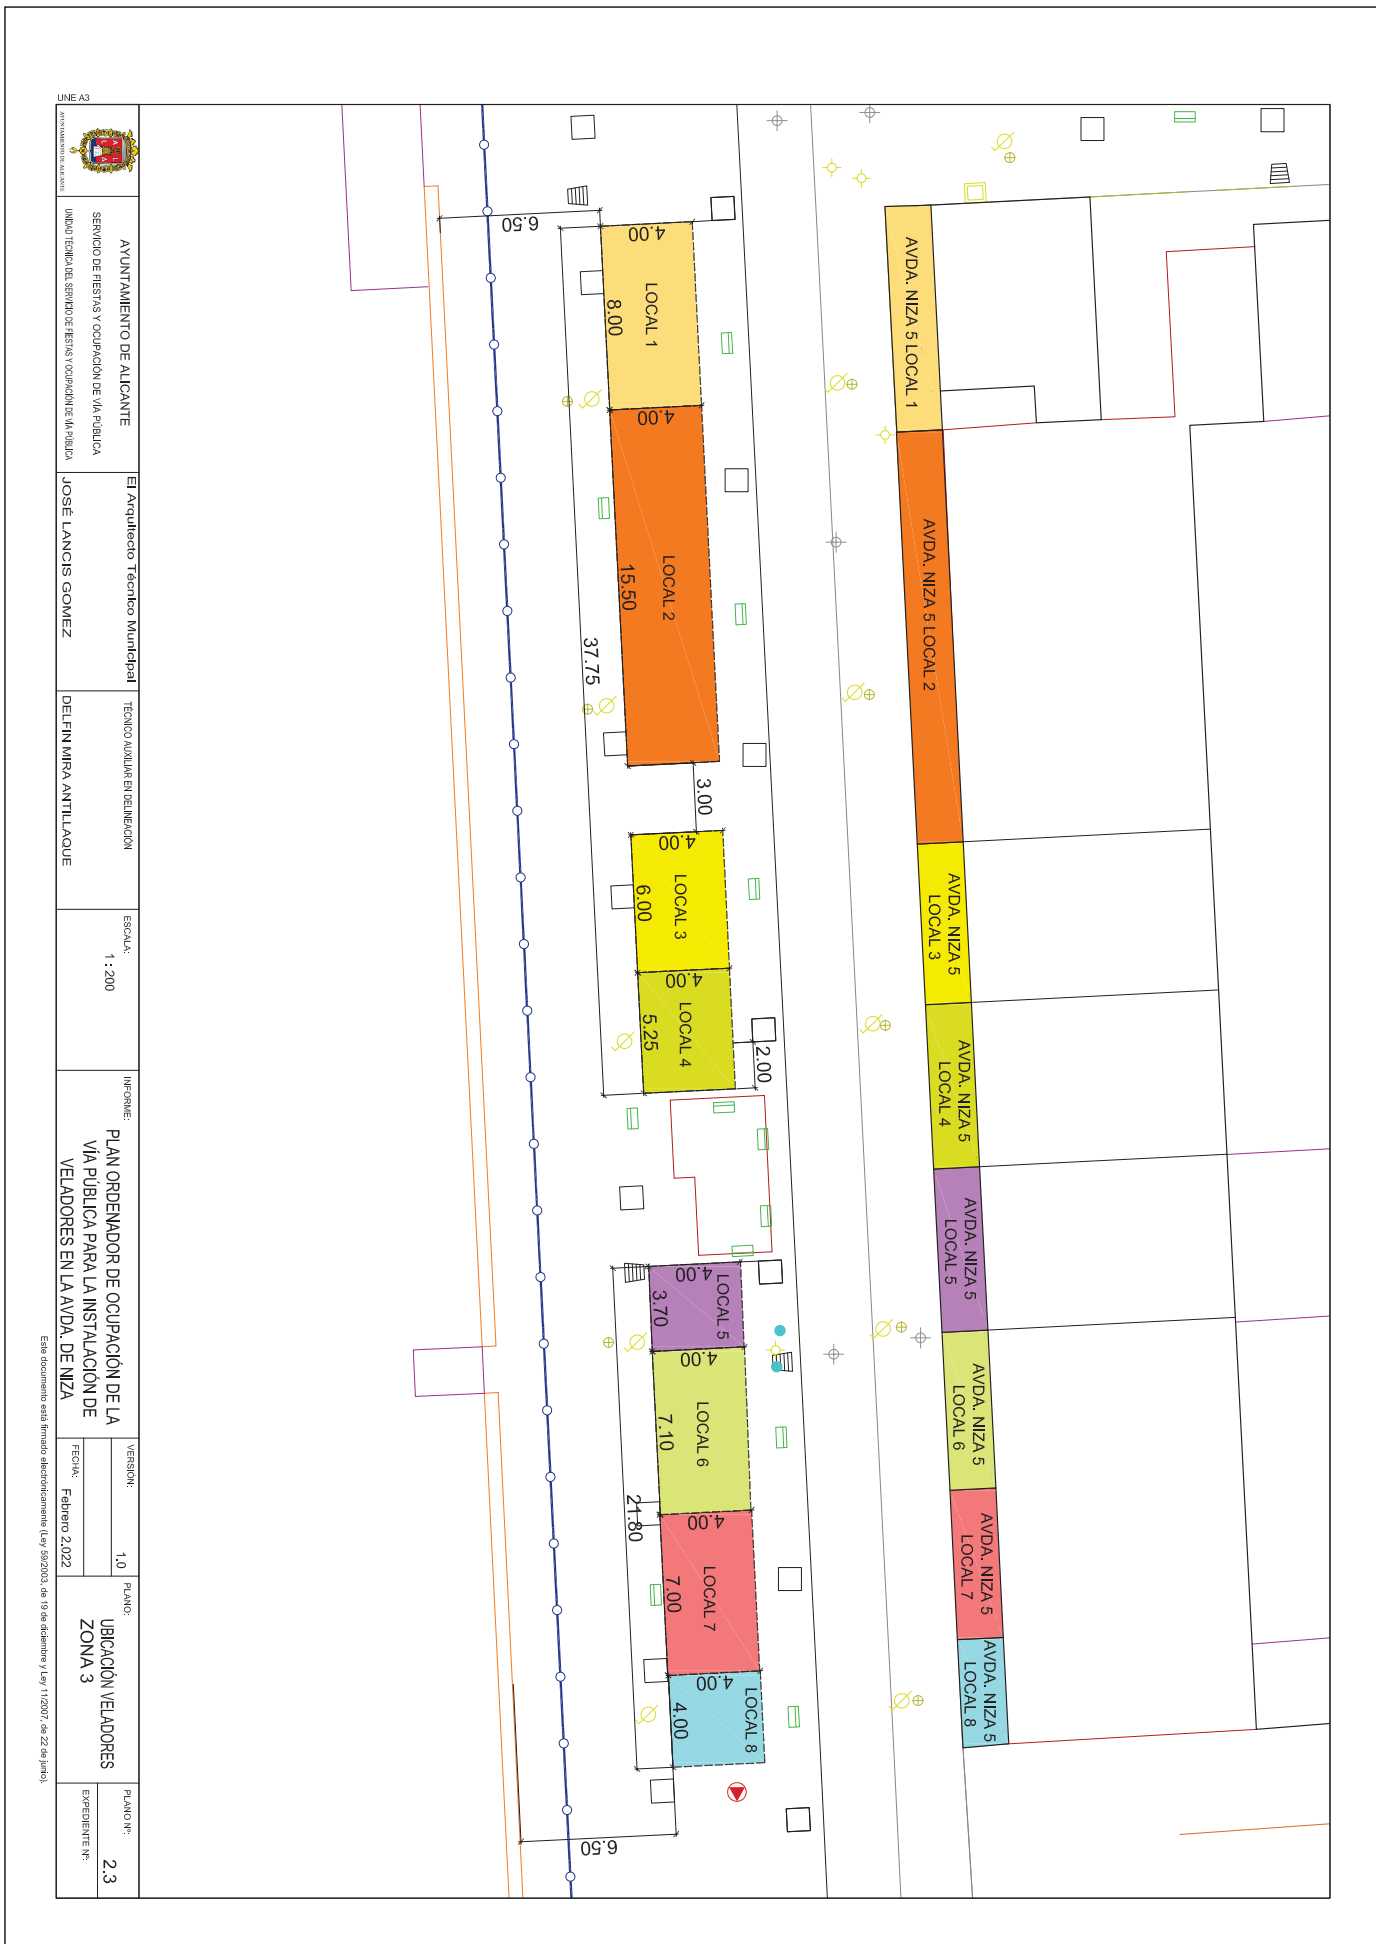 UNE A3
AYUNTAMIENTO DE ALICANTE
AYUNTAMIENTO DE ALICANTE
SERVICIO DE FIESTAS Y OCUPACIÓN DE VÍA PÚBLICA
UNIDAD TÉCNICA DEL SERVICIO DE FIESTAS Y OCUPACIÓN DE VÍA PÚBLICA
El Arquitecto Técnico Municipal
JOSÉ LANCIS GOMEZ
TÉCNICO AUXILIAR EN DELINEACIÓN
DELFIN MIRA ANTILLAQUE
ESCALA:
1 : 200
INFORME:
PLAN ORDENADOR DE OCUPACIÓN DE LA
VÍA PÚBLICA PARA LA INSTALACIÓN DE
VELADORES EN LA AVDA. DE NIZA
VERSIÓN:
1.0
FECHA:
Febrero 2.022
PLANO:
UBICACIÓN VELADORES
ZONA 3
PLANO Nº:
2.3
EXPEDIENTE Nº:
Este documento está firmado electrónicamente (Ley 59/2003, de 19 de diciembre y Ley 11/2007, de 22 de junio).
AVDA. NIZA 5 LOCAL 1
AVDA. NIZA 5 LOCAL 2
AVDA. NIZA 5
LOCAL 3
AVDA. NIZA 5
LOCAL 4
AVDA. NIZA 5
LOCAL 5
AVDA. NIZA 5
LOCAL 6
AVDA. NIZA 5
LOCAL 7
AVDA. NIZA 5
LOCAL 8
6.50
4.00
LOCAL 1
8.00
4.00
LOCAL 2
15.50
37.75
3.00
4.00
LOCAL 3
6.00
4.00
LOCAL 4
5.25
2.00
4.00
LOCAL 5
3.70
4.00
LOCAL 6
7.10
21.80
4.00
LOCAL 7
7.00
4.00
LOCAL 8
4.00
6.50